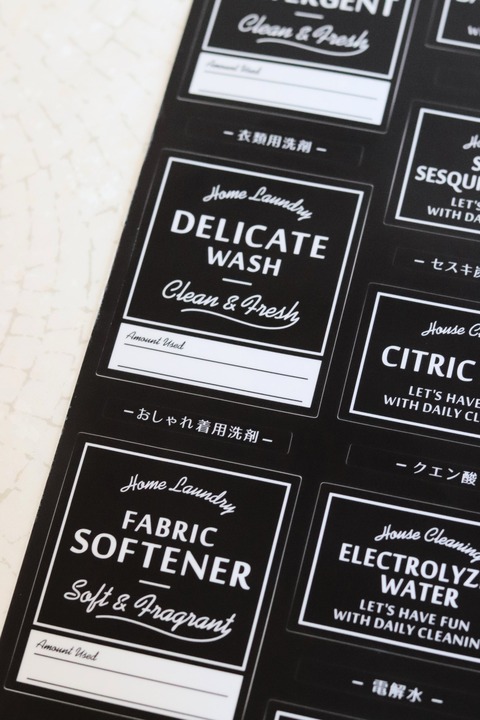 Clean & Fresh
Amount Used
－衣類用洗剤－
Home Laundry
DELICATE
WASH
Clean & Fresh
Amount Used
－おしゃれ着用洗剤－
Home Laundry
FABRIC
SOFTENER
Soft & Fragrant
Amount Used
LET'S
WITH DA
－セスキ炭
House C
CITRIC
LET'S HAVE
WITH DAILY CL
－クエン酸
House Cleaning
ELECTROLYZ
WATER
LET'S HAVE FUN
WITH DAILY CLEANIN
－電解水－